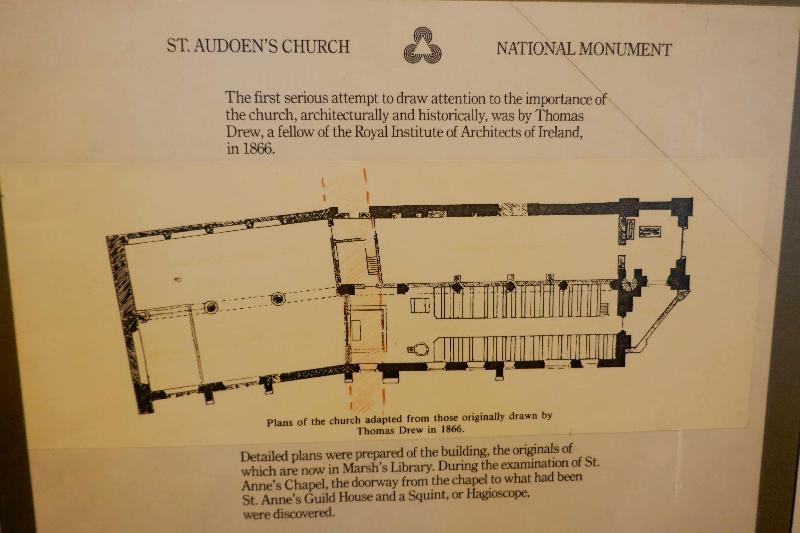 ST. AUDOEN'S CHURCH
NATIONAL MONUMENT
The first serious attempt to draw attention to the importance of
the church, architecturally and historically, was by Thomas
Drew, a fellow of the Royal Institute of Architects of Ireland,
in 1866.
Plans of the church adapted from those originally drawn by
Thomas Drew in 1866.
Detailed plans were prepared of the building, the originals of
which are now in Marsh's Library. During the examination of St.
Anne's Chapel, the doorway from the chapel to what had been
St. Anne's Guild House and a Squint, or Hagioscope,
were discovered.